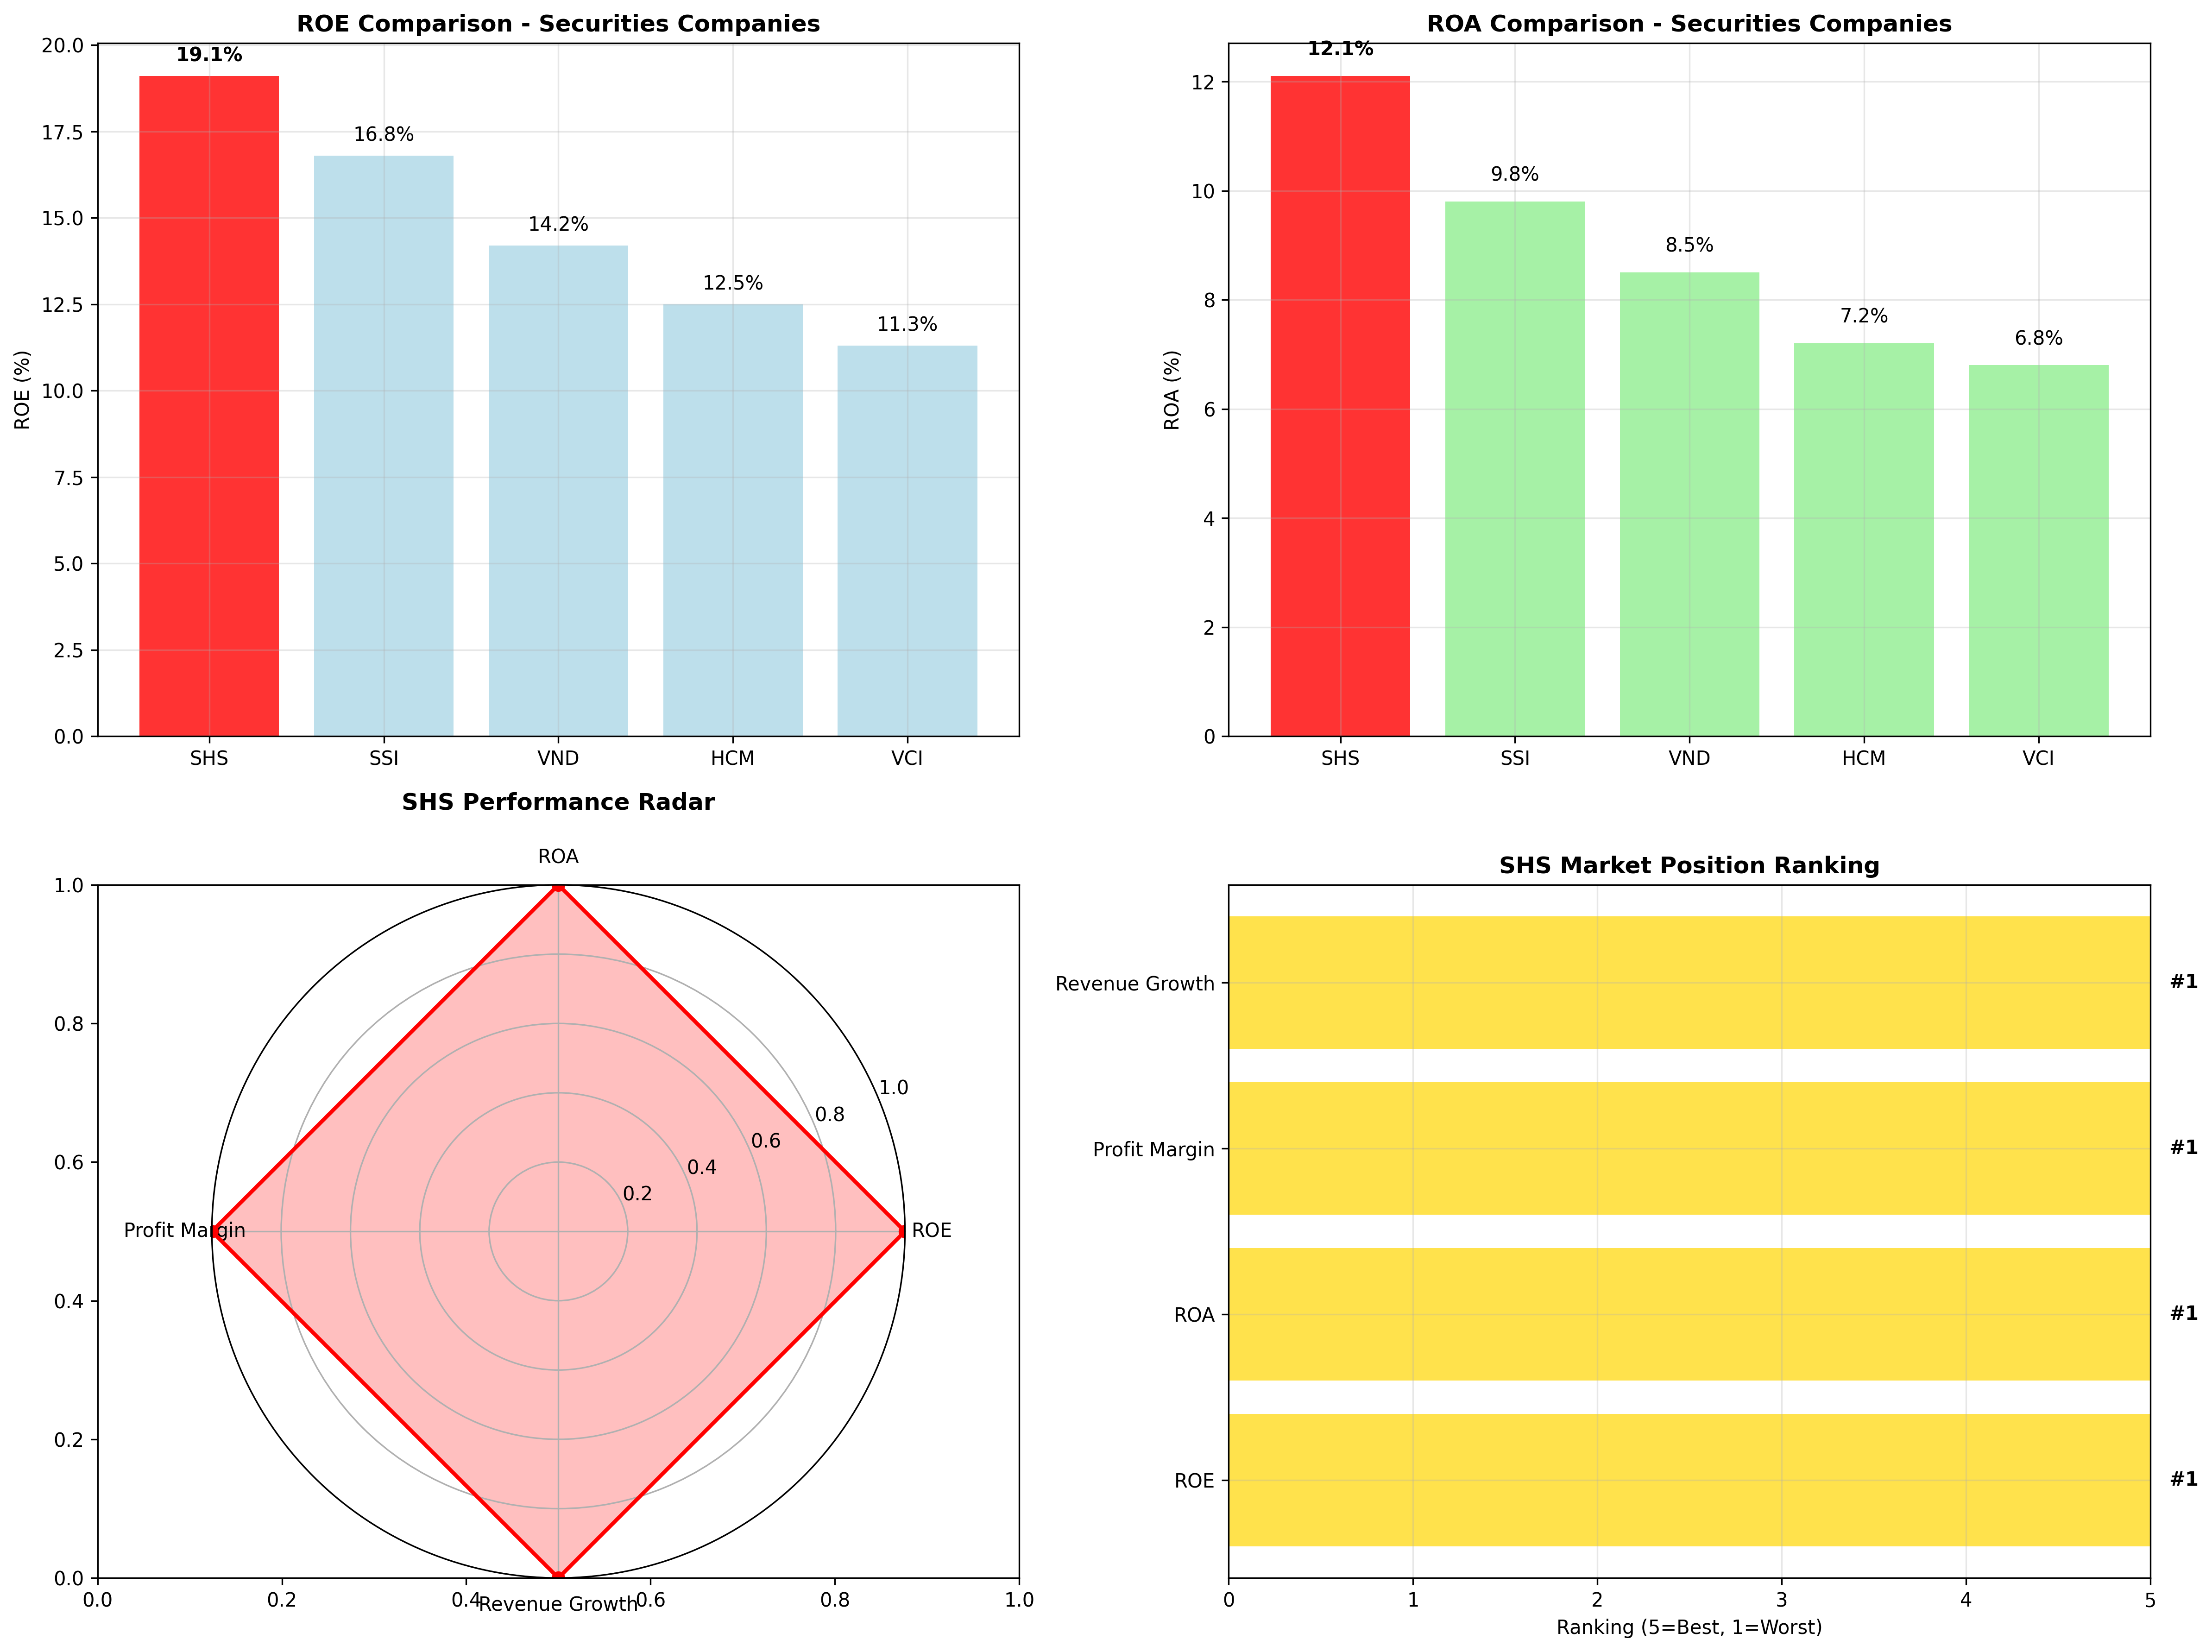 ROE Comparison - Securities Companies
ROE (%)
20.0
17.5
15.0
12.5
10.0
7.5
5.0
2.5
0.0
19.1%
16.8%
14.2%
12.5%
11.3%
SHS
SSI
VND
HCM
VCI
ROA Comparison - Securities Companies
ROA (%)
12
10
8
6
4
2
0
12.1%
9.8%
8.5%
7.2%
6.8%
SHS
SSI
VND
HCM
VCI
SHS Performance Radar
ROA
1.0
0.8
0.6
0.4
0.2
0.0
1.0
0.8
0.6
0.4
0.2
Profit Margin
ROE
0.0
0.2
0.4
0.6
0.8
1.0
Revenue Growth
SHS Market Position Ranking
Revenue Growth
#1
Profit Margin
#1
ROA
#1
ROE
#1
0
1
2
3
4
5
Ranking (5=Best, 1=Worst)